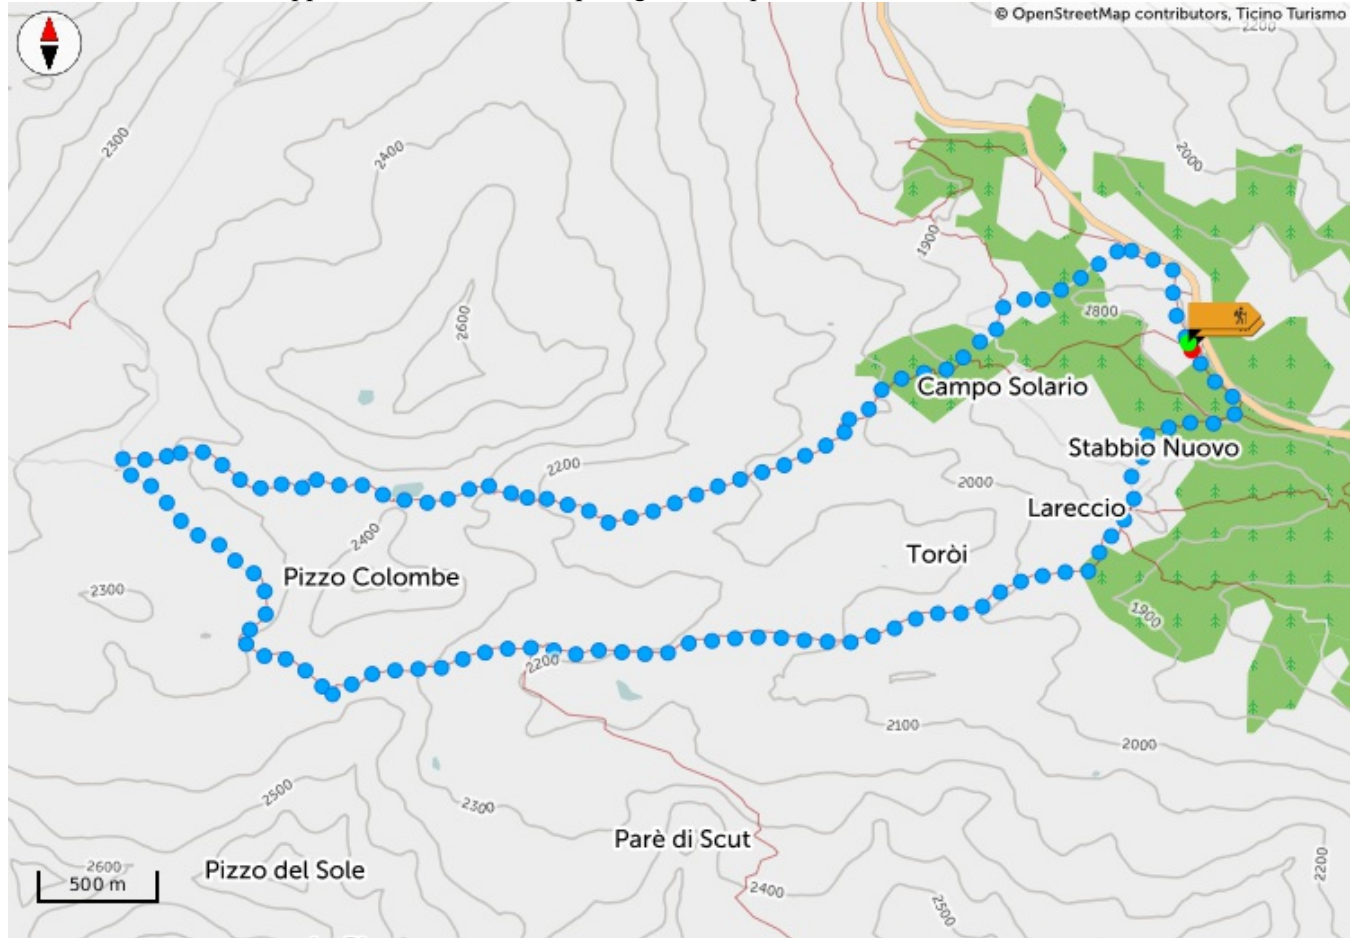 © OpenStreetMap contributors, Ticino Turismo
2200
2300
2400
2000
1900
2600
1800
Campo Solario
Stabbio Nuovo
2200
2000
Lareccio
2400
Toròi
Pizzo Colombe
2300
1900
2200
2100
2000
2500
2300
Parè di Scut
2600
Pizzo del Sole
2200
500 m
2400
2500